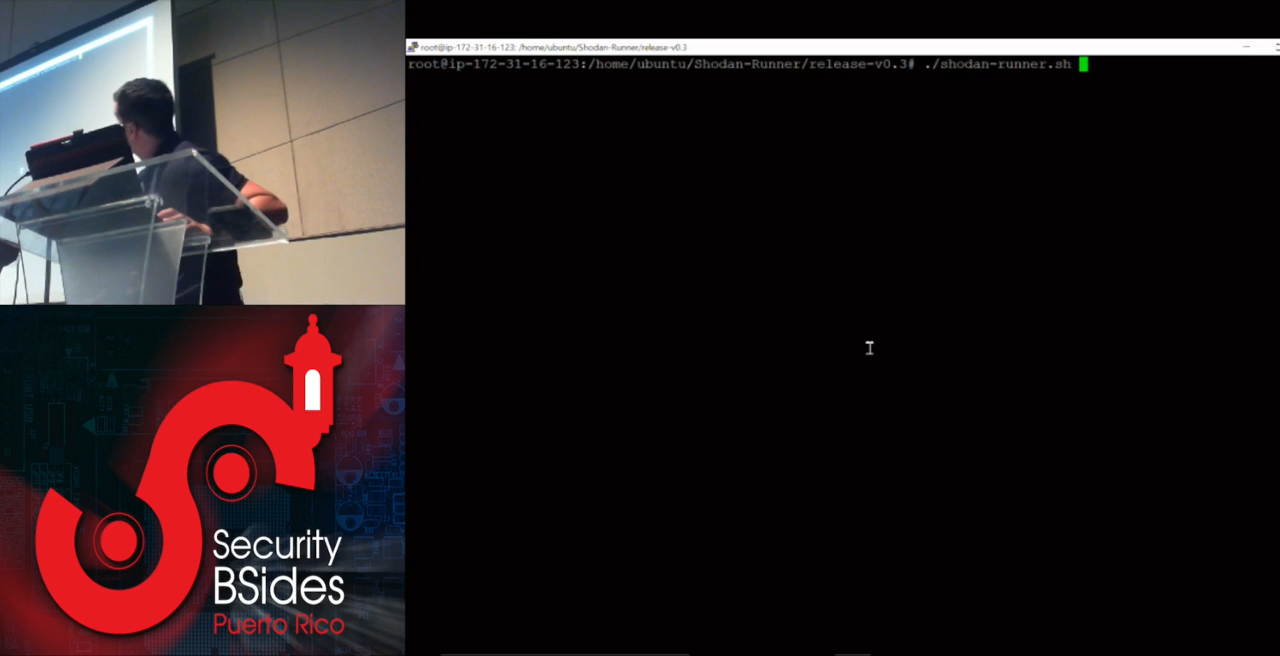 root@ip-172-31-16-123: /home/ubuntu/Shodan-Runner/release-v0.3
root@ip-172-31-16-123:/home/ubuntu/Shodan-Runner/release-v0.3# ./shodan-runner.sh
Security
BSides
Puerto Rico